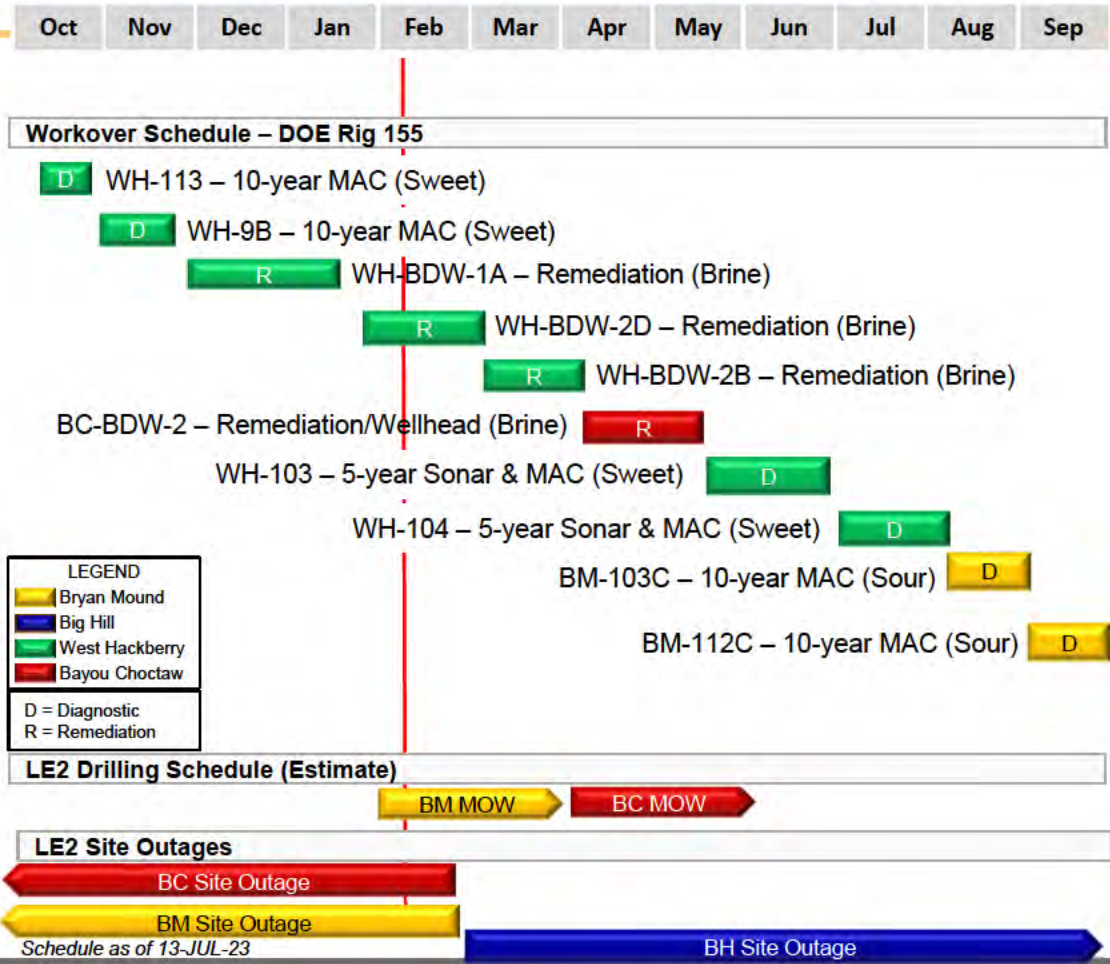 Oct Nov Dec Jan Feb Mar Apr May Jun Jul Aug Sep
Workover Schedule – DOE Rig 155
D WH-113 – 10-year MAC (Sweet)
D WH-9B – 10-year MAC (Sweet)
R WH-BDW-1A – Remediation (Brine)
R WH-BDW-2D – Remediation (Brine)
R WH-BDW-2B – Remediation (Brine)
BC-BDW-2 – Remediation/Wellhead (Brine) R
WH-103 – 5-year Sonar & MAC (Sweet) D
WH-104 – 5-year Sonar & MAC (Sweet) D
BM-103C – 10-year MAC (Sour) D
BM-112C – 10-year MAC (Sour) D
LEGEND
Bryan Mound
Big Hill
West Hackberry
Bayou Choctaw
D = Diagnostic
R = Remediation
LE2 Drilling Schedule (Estimate)
BM MOW BC MOW
LE2 Site Outages
BC Site Outage
BM Site Outage
Schedule as of 13-JUL-23
BH Site Outage